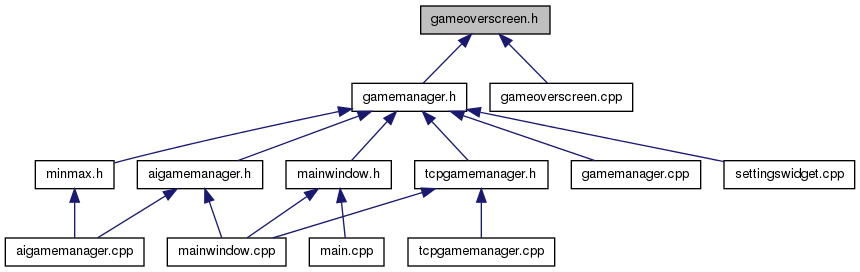 gameoverscreen.h
gamemanager.h
gameoverscreen.cpp
minmax.h
aigamemanager.h
mainwindow.h
tcpgamemanager.h
gamemanager.cpp
settingswidget.cpp
aigamemanager.cpp
mainwindow.cpp
main.cpp
tcpgamemanager.cpp